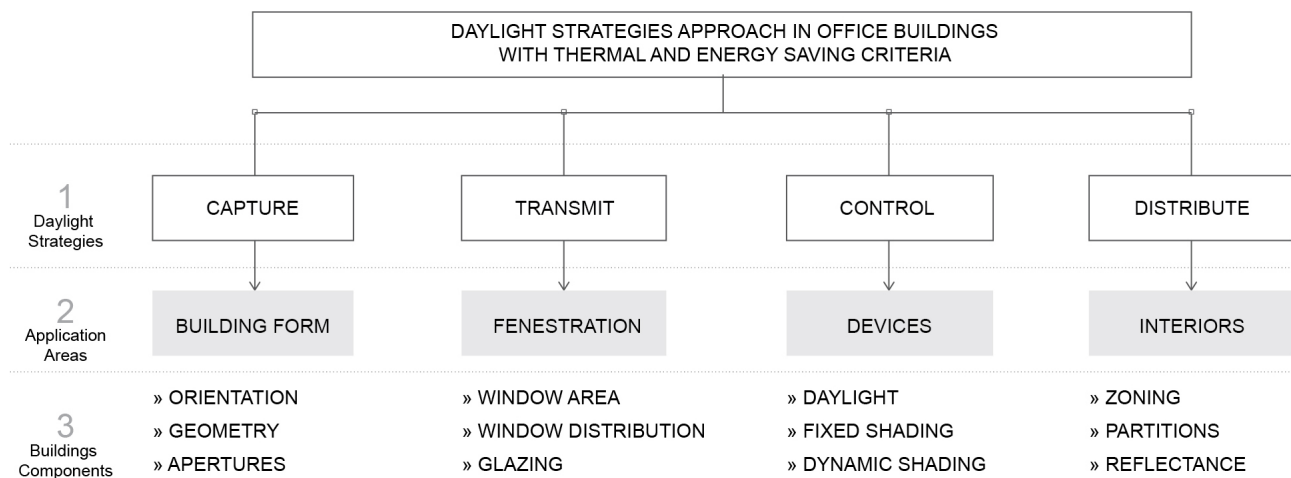 DAYLIGHT STRATEGIES APPROACH IN OFFICE BUILDINGS
WITH THERMAL AND ENERGY SAVING CRITERIA
1
Daylight
Strategies
CAPTURE
TRANSMIT
CONTROL
DISTRIBUTE
2
Application
Areas
BUILDING FORM
FENESTRATION
DEVICES
INTERIORS
3
Buildings
Components
» ORIENTATION
» GEOMETRY
» APERTURES
» WINDOW AREA
» WINDOW DISTRIBUTION
» GLAZING
» DAYLIGHT
» FIXED SHADING
» DYNAMIC SHADING
» ZONING
» PARTITIONS
» REFLECTANCE